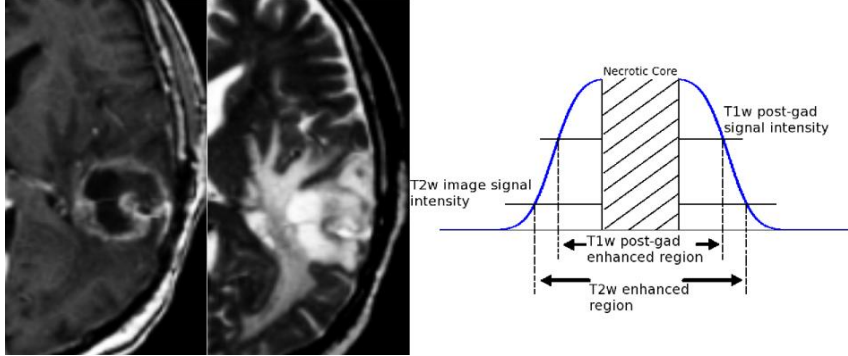 Necrotic Core
T1w post-gad
signal intensity
T2w image signal
intensity
T1w post-gad
enhanced region
T2w enhanced
region